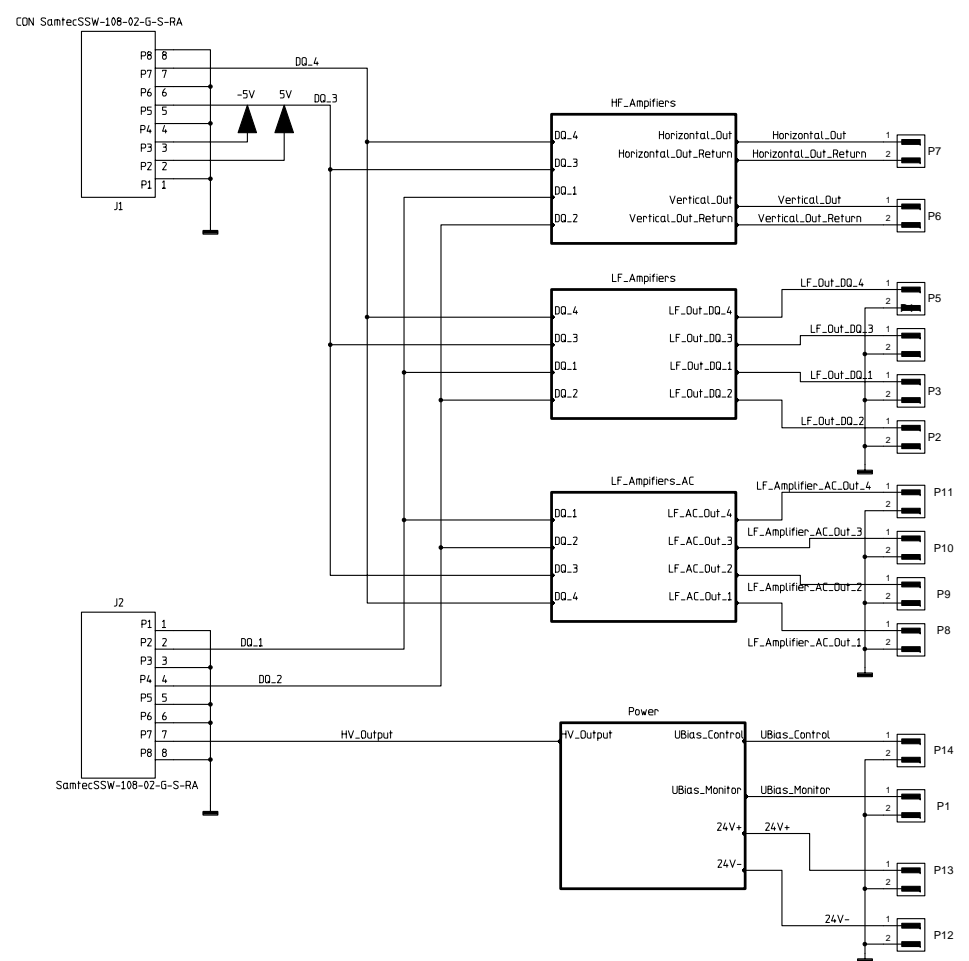 CON SamtecSSW-108-02-G-S-RA
P8 8
P7 7
P6 6
P5 5
P4 4
P3 3
P2 2
P1 1
J1
DQ_4
-5V
5V
DQ_3
HF_Ampifiers
DQ_4
DQ_3
DQ_1
DQ_2
Horizontal_Out
Horizontal_Out_Return
Vertical_Out
Vertical_Out_Return
Horizontal_Out
Horizontal_Out_Return
Vertical_Out
Vertical_Out_Return
1
2
P7
1
2
P6
LF_Ampifiers
DQ_4
DQ_3
DQ_1
DQ_2
LF_Out_DQ_4
LF_Out_DQ_3
LF_Out_DQ_1
LF_Out_DQ_2
LF_Out_DQ_4
LF_Out_DQ_3
LF_Out_DQ_1
LF_Out_DQ_2
1
2
P5
1
2
1
2
P3
1
2
P2
LF_Ampifiers_AC
DQ_1
DQ_2
DQ_3
DQ_4
LF_AC_Out_4
LF_AC_Out_3
LF_AC_Out_2
LF_AC_Out_1
LF_Amplifier_AC_Out_4
LF_Amplifier_AC_Out_3
LF_Amplifier_AC_Out_2
LF_Amplifier_AC_Out_1
1
2
P11
1
2
P10
1
2
P9
1
2
P8
J2
P1 1
P2 2
P3 3
P4 4
P5 5
P6 6
P7 7
P8 8
SamtecSSW-108-02-G-S-RA
DQ_1
DQ_2
HV_Output
Power
HV_Output
UBias_Control
UBias_Monitor
24V+
24V-
UBias_Control
UBias_Monitor
24V+
24V-
1
2
P14
1
2
P1
1
2
P13
1
2
P12